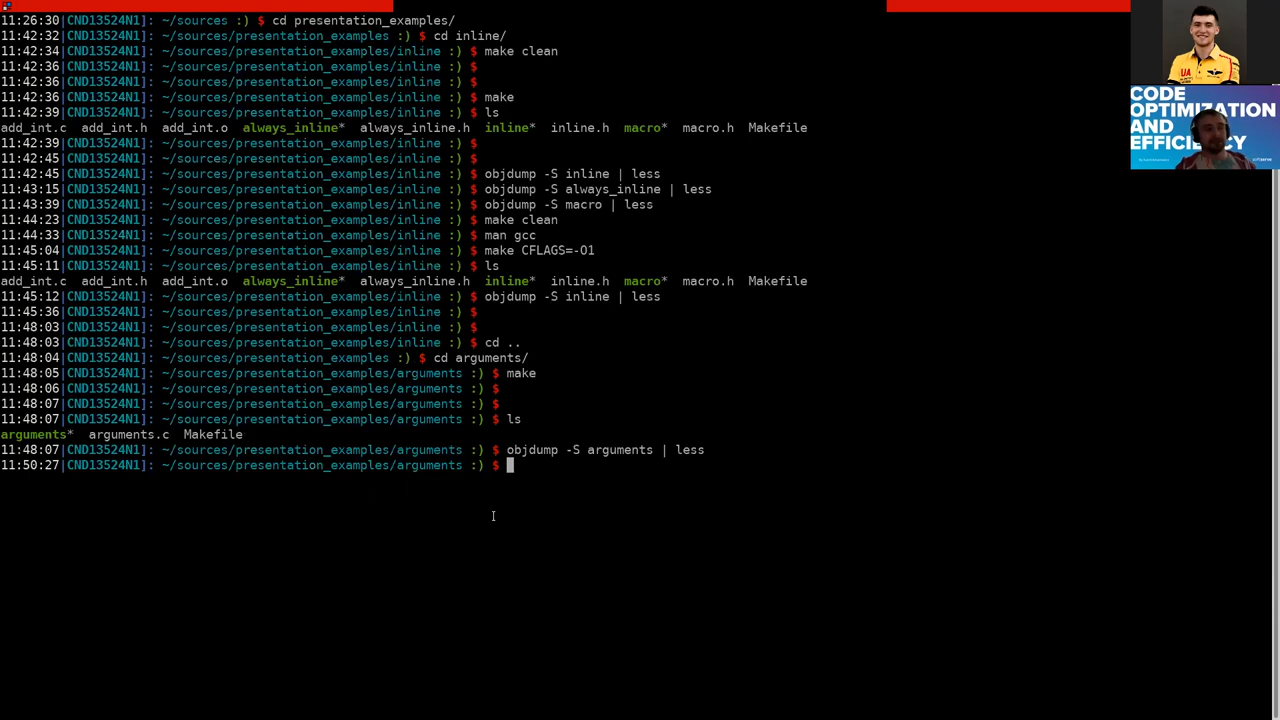 11:26:30|CND13524N1]: ~/sources :) $ cd presentation_examples/
11:42:32|CND13524N1]: ~/sources/presentation_examples :) $ cd inline/
11:42:34|CND13524N1]: ~/sources/presentation_examples/inline :) $ make clean
11:42:36|CND13524N1]: ~/sources/presentation_examples/inline :) $
11:42:36|CND13524N1]: ~/sources/presentation_examples/inline :) $
11:42:36|CND13524N1]: ~/sources/presentation_examples/inline :) $ make
11:42:39|CND13524N1]: ~/sources/presentation_examples/inline :) $ ls
add_int.c  add_int.h  add_int.o  always_inline*  always_inline.h  inline*  inline.h  macro*  macro.h  Makefile
11:42:39|CND13524N1]: ~/sources/presentation_examples/inline :) $
11:42:45|CND13524N1]: ~/sources/presentation_examples/inline :) $
11:42:45|CND13524N1]: ~/sources/presentation_examples/inline :) $ objdump -S inline | less
11:43:15|CND13524N1]: ~/sources/presentation_examples/inline :) $ objdump -S always_inline | less
11:43:39|CND13524N1]: ~/sources/presentation_examples/inline :) $ objdump -S macro | less
11:44:23|CND13524N1]: ~/sources/presentation_examples/inline :) $ make clean
11:44:33|CND13524N1]: ~/sources/presentation_examples/inline :) $ man gcc
11:45:04|CND13524N1]: ~/sources/presentation_examples/inline :) $ make CFLAGS=-O1
11:45:11|CND13524N1]: ~/sources/presentation_examples/inline :) $ ls
add_int.c  add_int.h  add_int.o  always_inline*  always_inline.h  inline*  inline.h  macro*  macro.h  Makefile
11:45:12|CND13524N1]: ~/sources/presentation_examples/inline :) $ objdump -S inline | less
11:45:36|CND13524N1]: ~/sources/presentation_examples/inline :) $
11:48:03|CND13524N1]: ~/sources/presentation_examples/inline :) $
11:48:03|CND13524N1]: ~/sources/presentation_examples/inline :) $ cd ..
11:48:04|CND13524N1]: ~/sources/presentation_examples :) $ cd arguments/
11:48:05|CND13524N1]: ~/sources/presentation_examples/arguments :) $ make
11:48:06|CND13524N1]: ~/sources/presentation_examples/arguments :) $
11:48:07|CND13524N1]: ~/sources/presentation_examples/arguments :) $
11:48:07|CND13524N1]: ~/sources/presentation_examples/arguments :) $ ls
arguments*  arguments.c  Makefile
11:48:07|CND13524N1]: ~/sources/presentation_examples/arguments :) $ objdump -S arguments | less
11:50:27|CND13524N1]: ~/sources/presentation_examples/arguments :) $
UA
CODE
OPTIMIZATION
AND
softserve